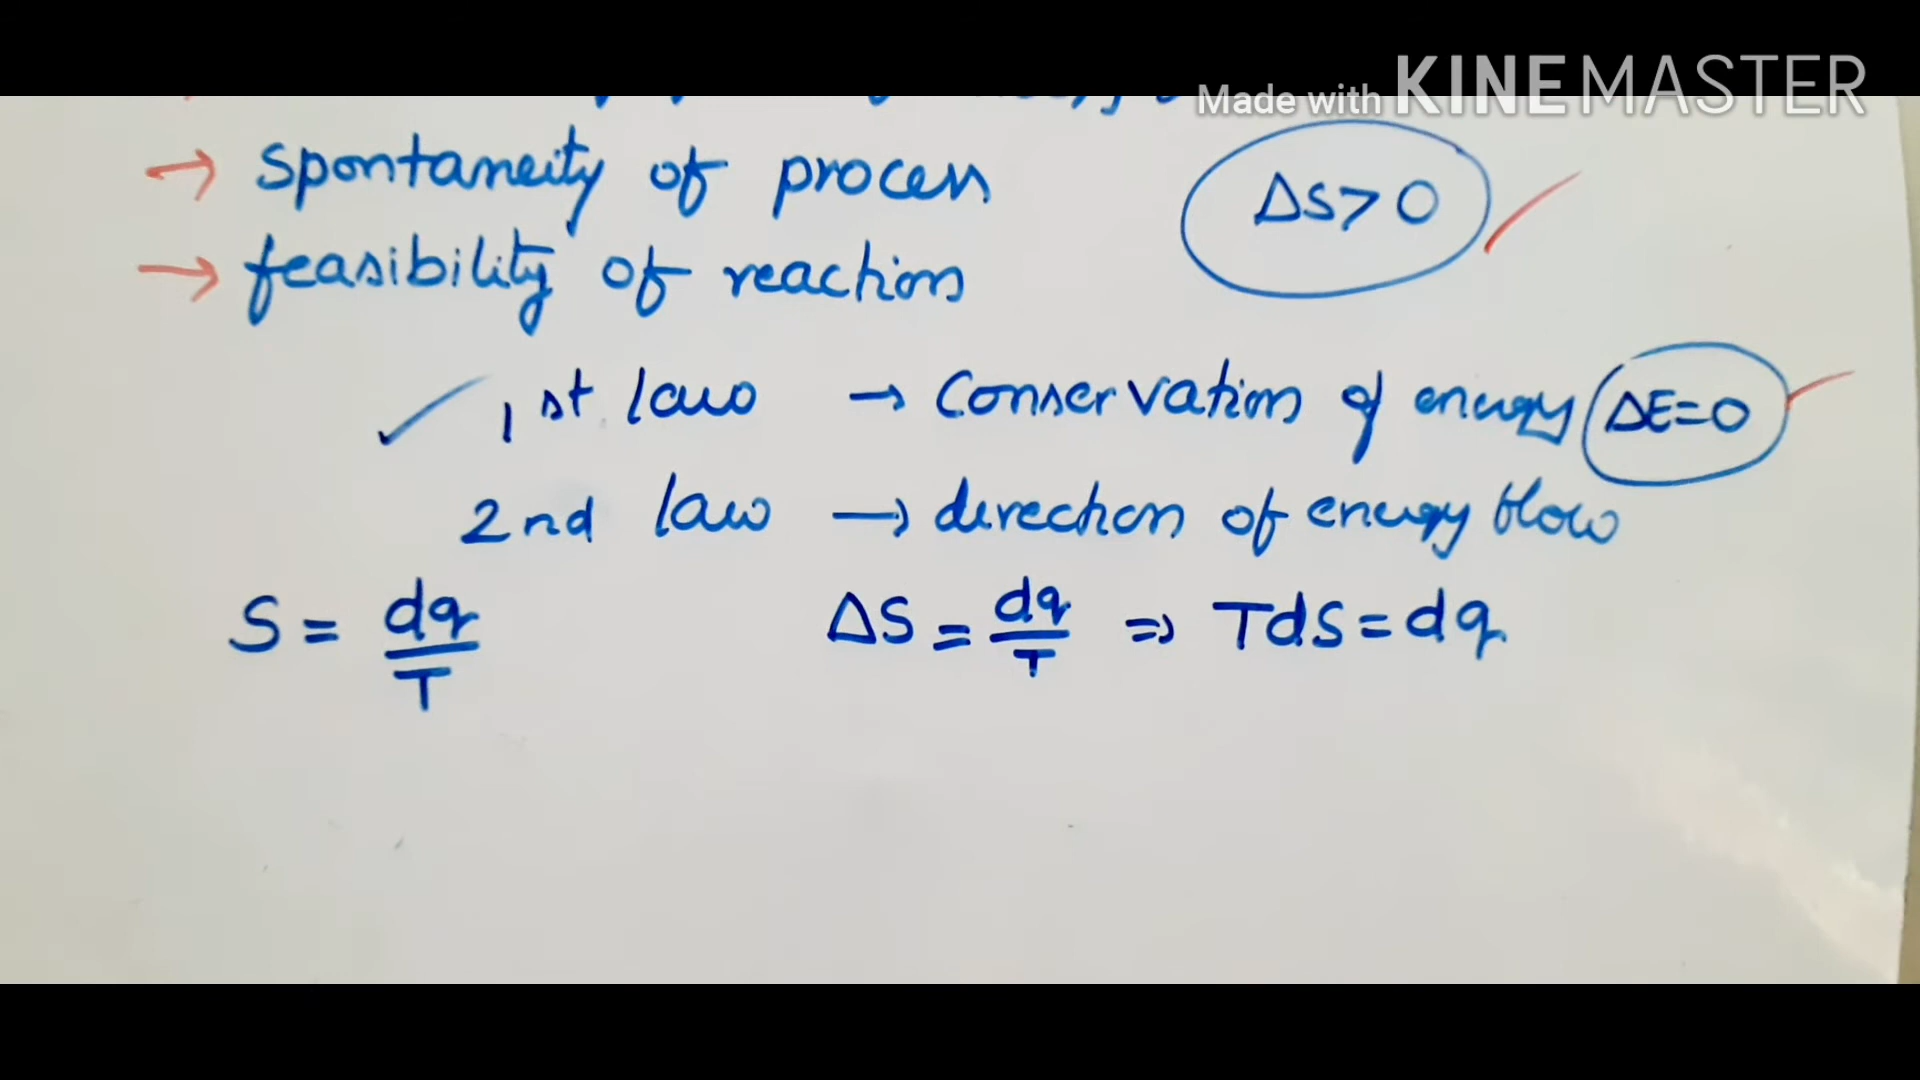 Made with KINEMASTER
→ spontaneity of process ΔS > 0
→ feasibility of reaction
✓ 1st law → Conservation of energy ΔE=0
2nd law → direction of energy flow
S = dq/T ΔS = dq/T ⇒ TdS = dq